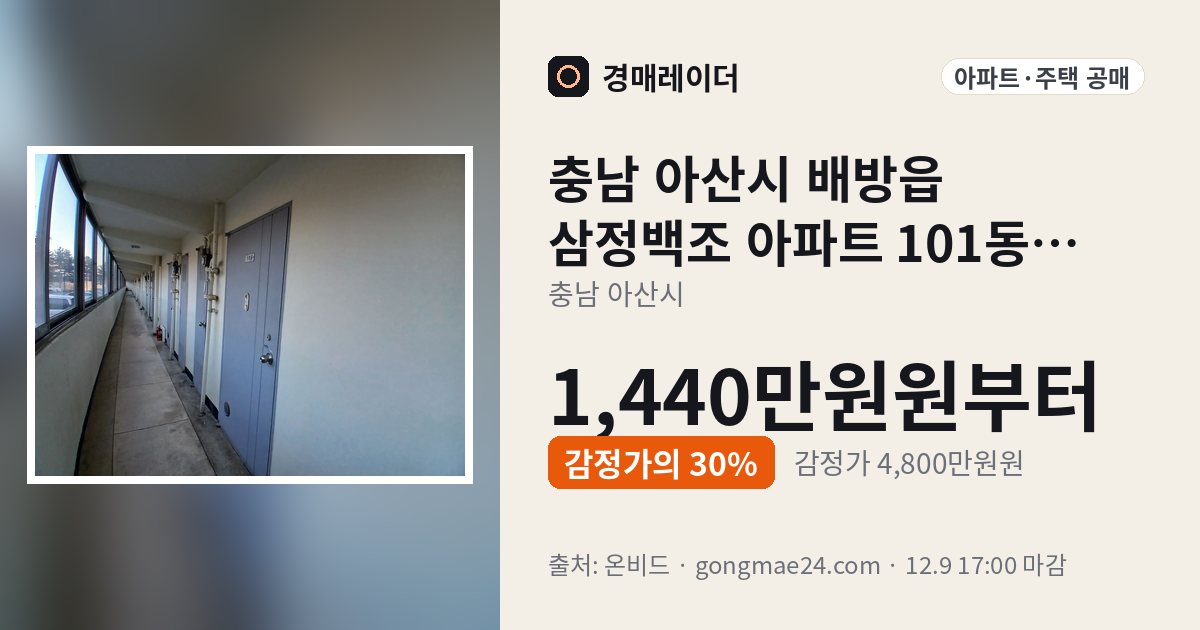 경매레이더
아파트·주택 공매
충남 아산시 배방읍
삼정백조 아파트 101동…
충남 아산시
1,440만원원부터
감정가의 30%
감정가 4,800만원원
출처: 온비드 · gongmae24.com · 12.9 17:00 마감